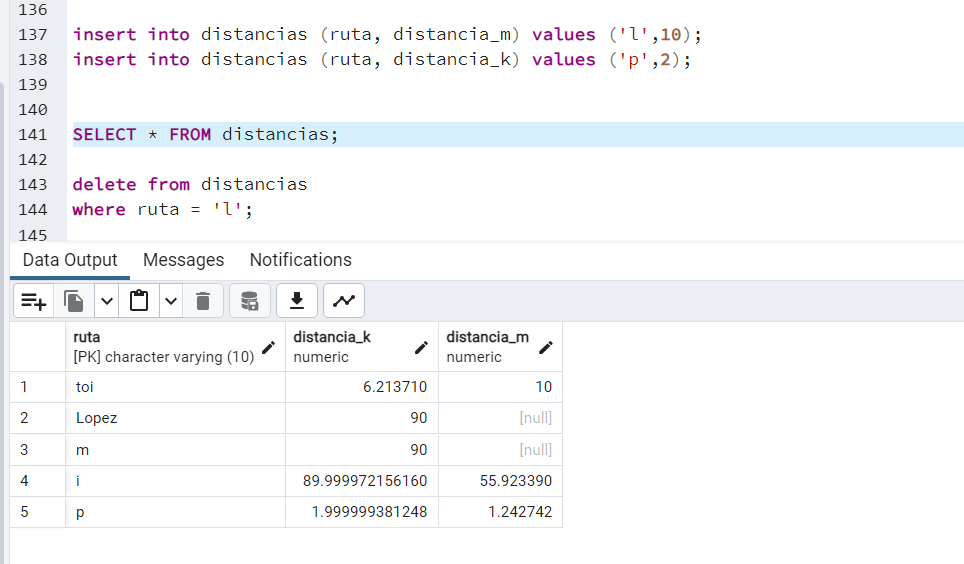 136
137 insert into distancias (ruta, distancia_m) values ('l',10);
138 insert into distancias (ruta, distancia_k) values ('p',2);
139
140
141 SELECT * FROM distancias;
142
143 delete from distancias
144 where ruta = 'l';
145
Data Output Messages Notifications
ruta distancia_k distancia_m
[PK] character varying (10) numeric numeric
1 toi 6.213710 10
2 Lopez 90 [null]
3 m 90 [null]
4 i 89.999972156160 55.923390
5 p 1.999999381248 1.242742